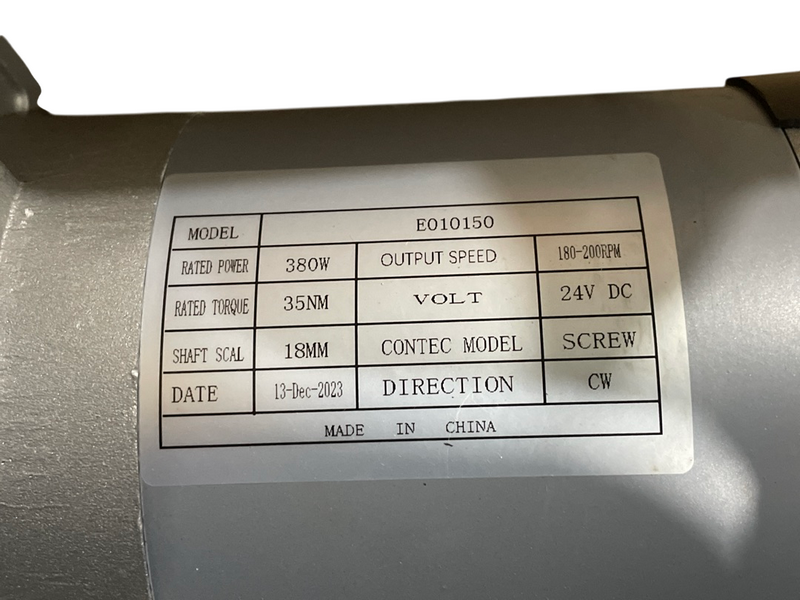 MODEL E010150
RATED POWER 380W OUTPUT SPEED 180-200RPM
RATED TORQUE 35NM VOLT 24V DC
SHAFT SCAL 18MM CONTEC MODEL SCREW
DATE 13-Dec-2023 DIRECTION CW
MADE IN CHINA